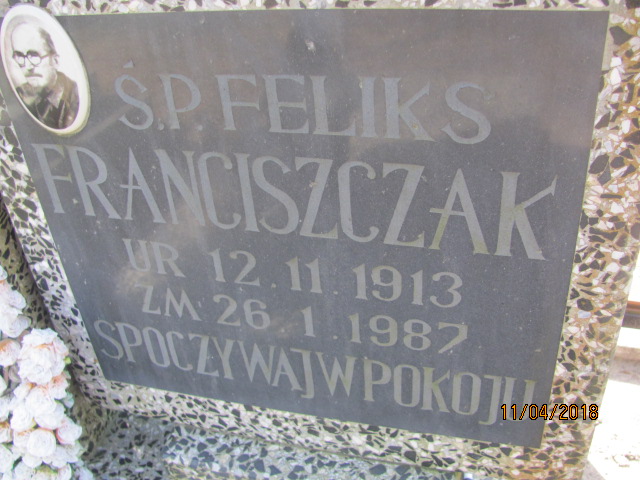 Ś.P FELIKS
FRANCISZCZAK
UR 12.11.1913
ZM 26.1.1987
SPOCZYWAJ W POKOJU
11/04/2018